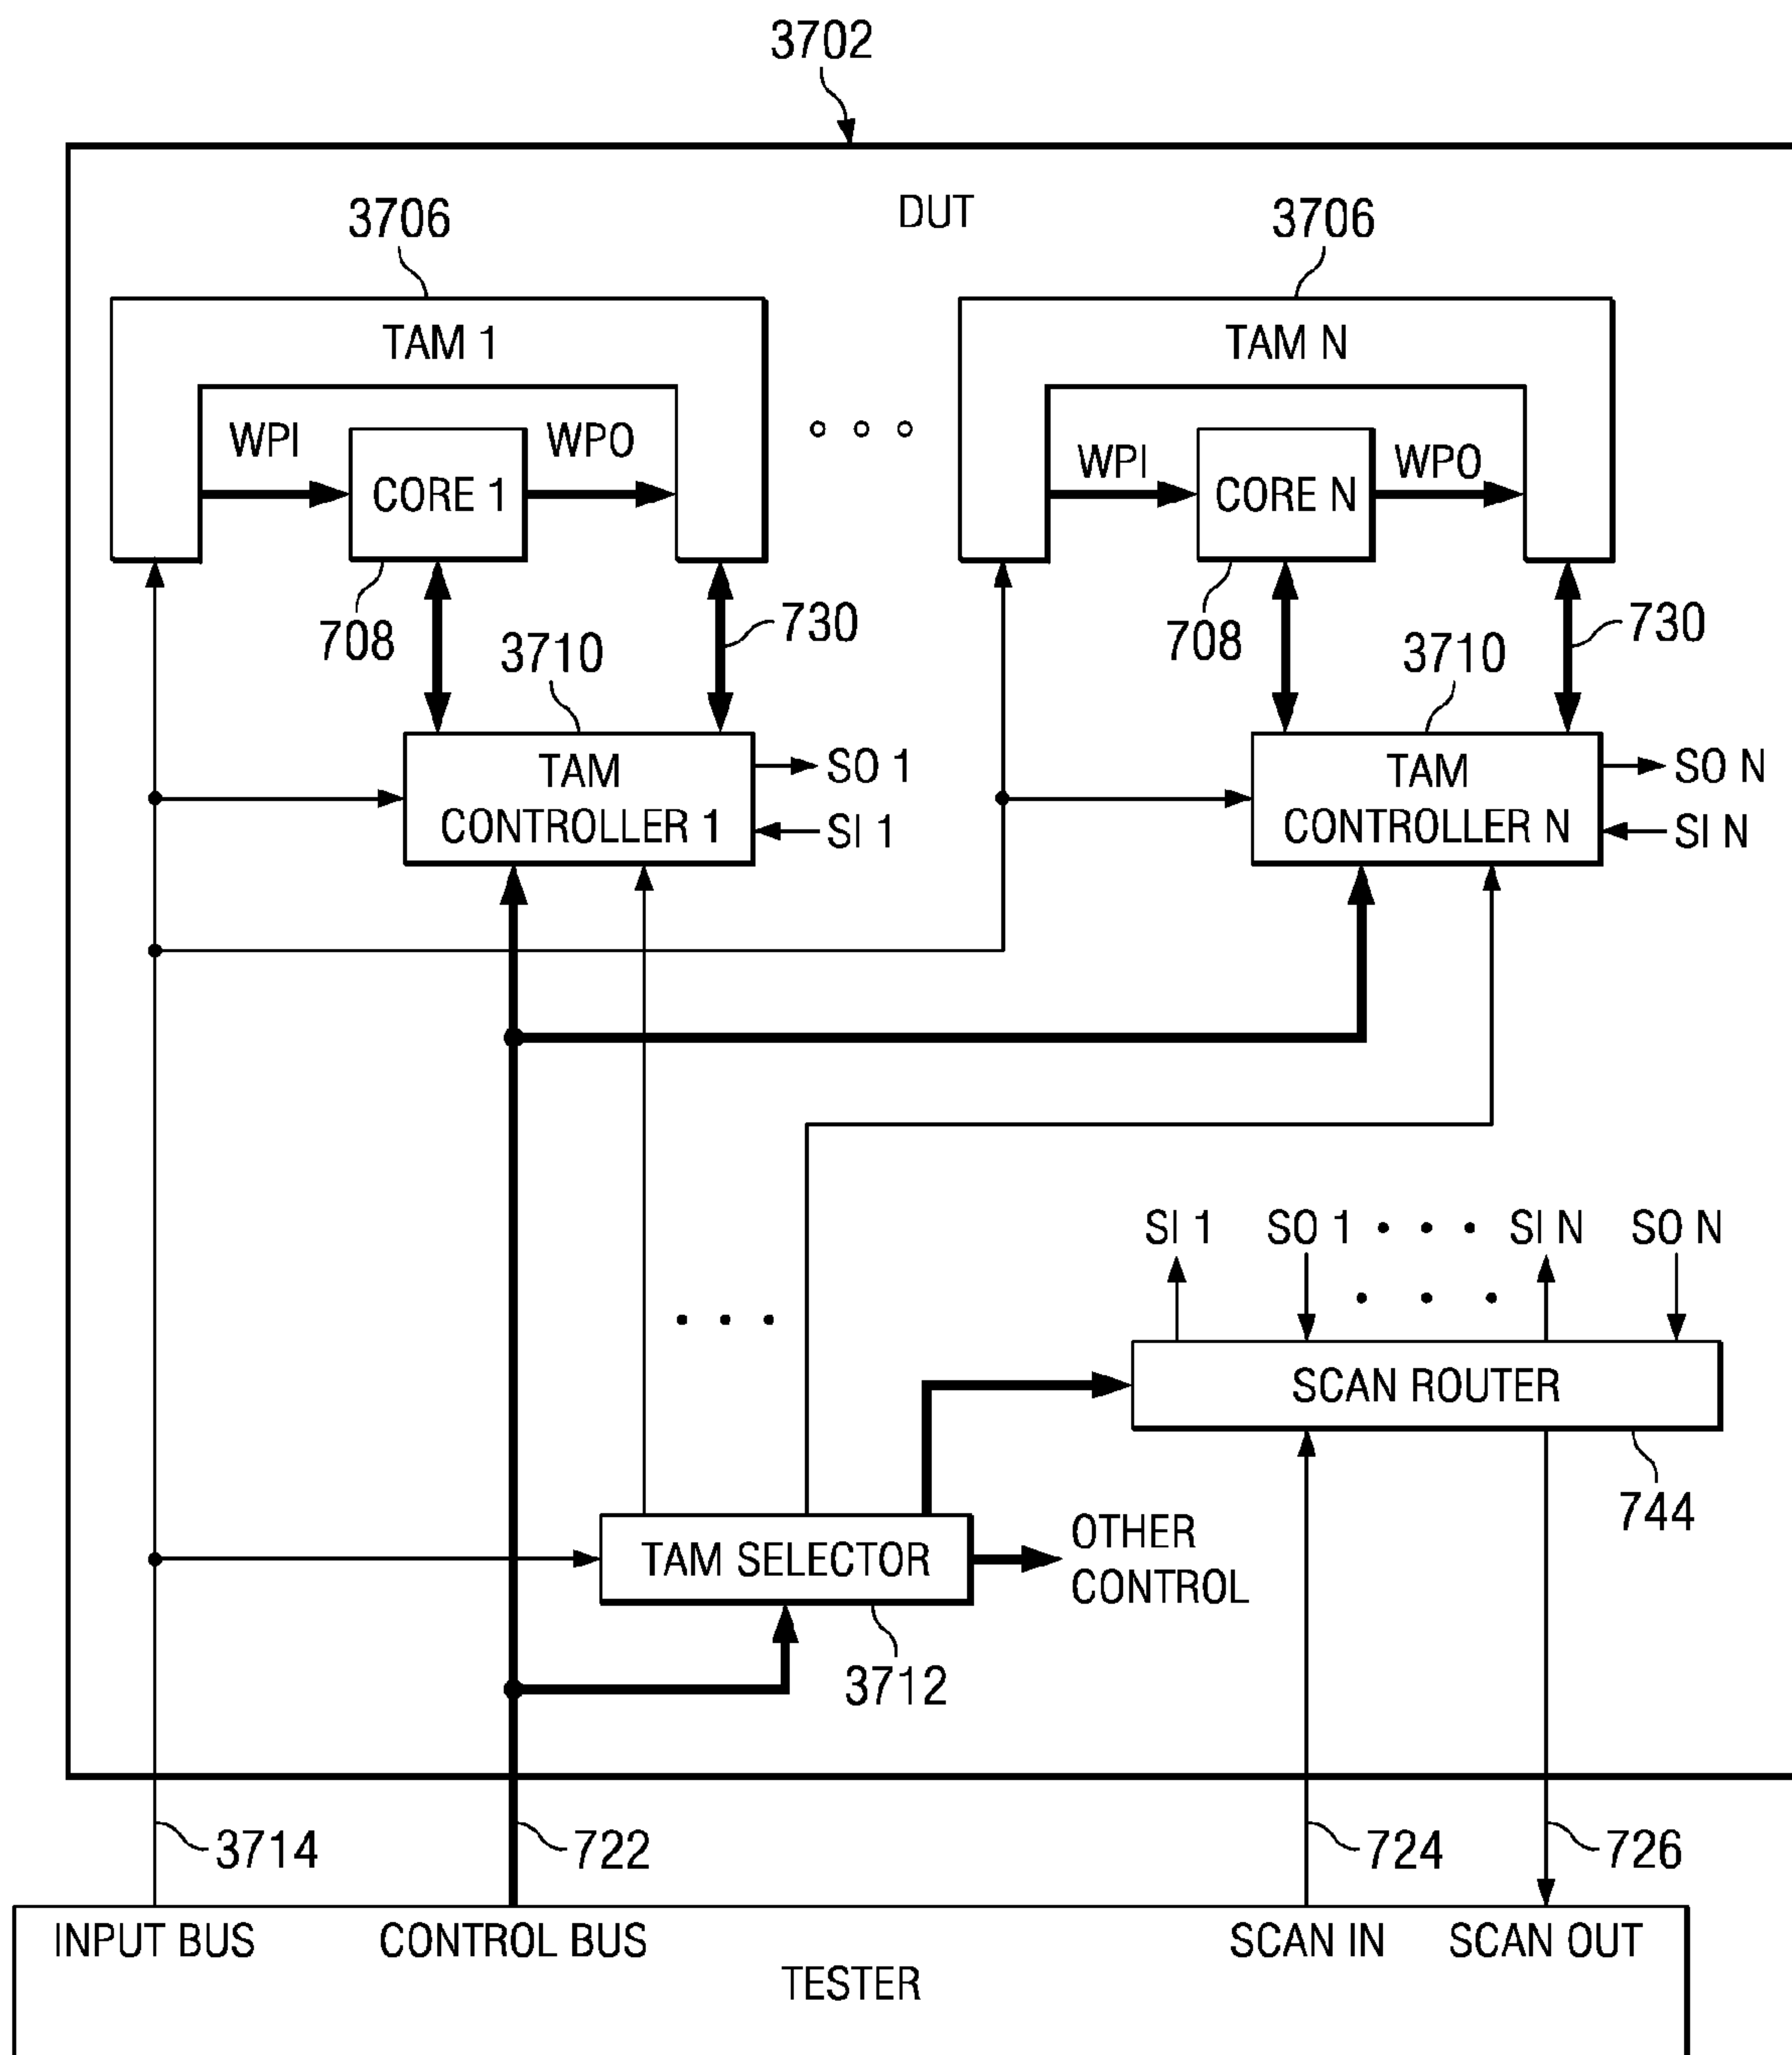 3702
DUT
3706
3706
TAM 1
TAM N
WPI
WPO
WPI
WPO
CORE 1
CORE N
708
730
708
730
3710
3710
TAM
CONTROLLER 1
SO 1
SI 1
TAM
CONTROLLER N
SO N
SI N
SI 1
SO 1
SI N
SO N
SCAN ROUTER
744
TAM SELECTOR
OTHER
CONTROL
3712
3714
722
724
726
INPUT BUS
CONTROL BUS
SCAN IN
SCAN OUT
TESTER